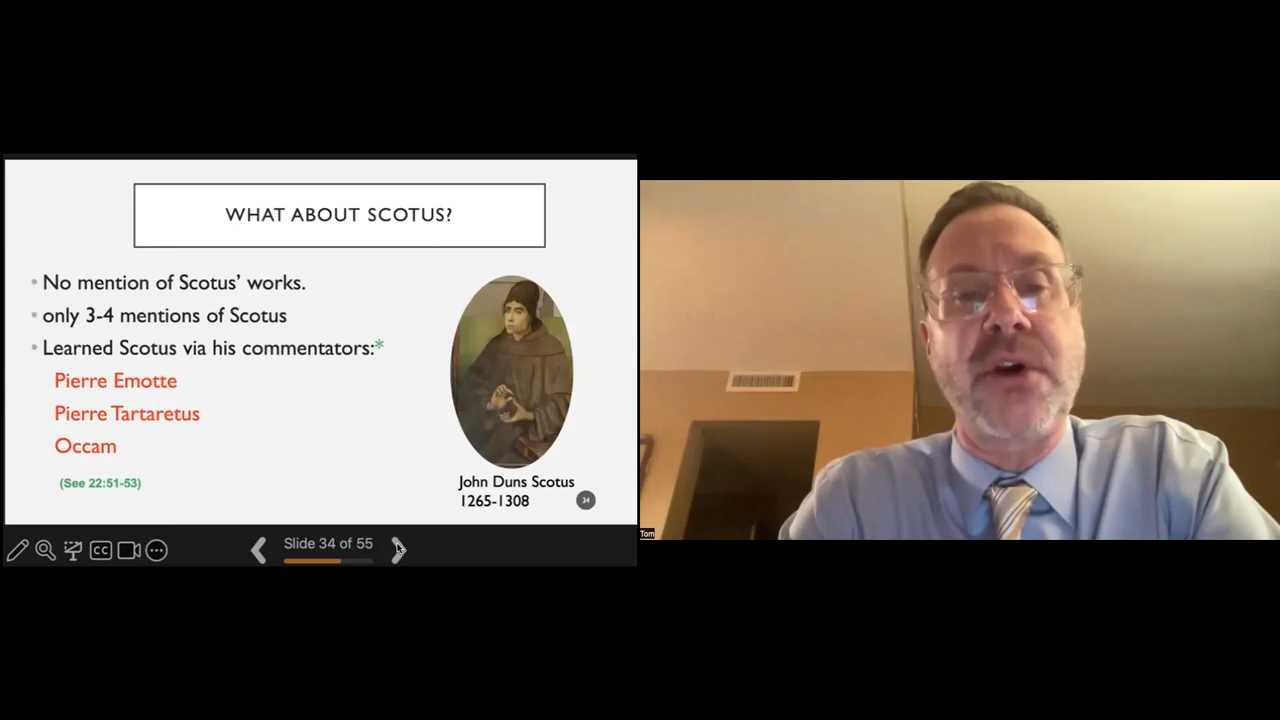 WHAT ABOUT SCOTUS?
• No mention of Scotus’ works.
• only 3-4 mentions of Scotus
• Learned Scotus via his commentators:*
Pierre Emotte
Pierre Tartaretus
Occam
(See 22:51-53)
John Duns Scotus
1265-1308
34
Slide 34 of 55
CC
Tom